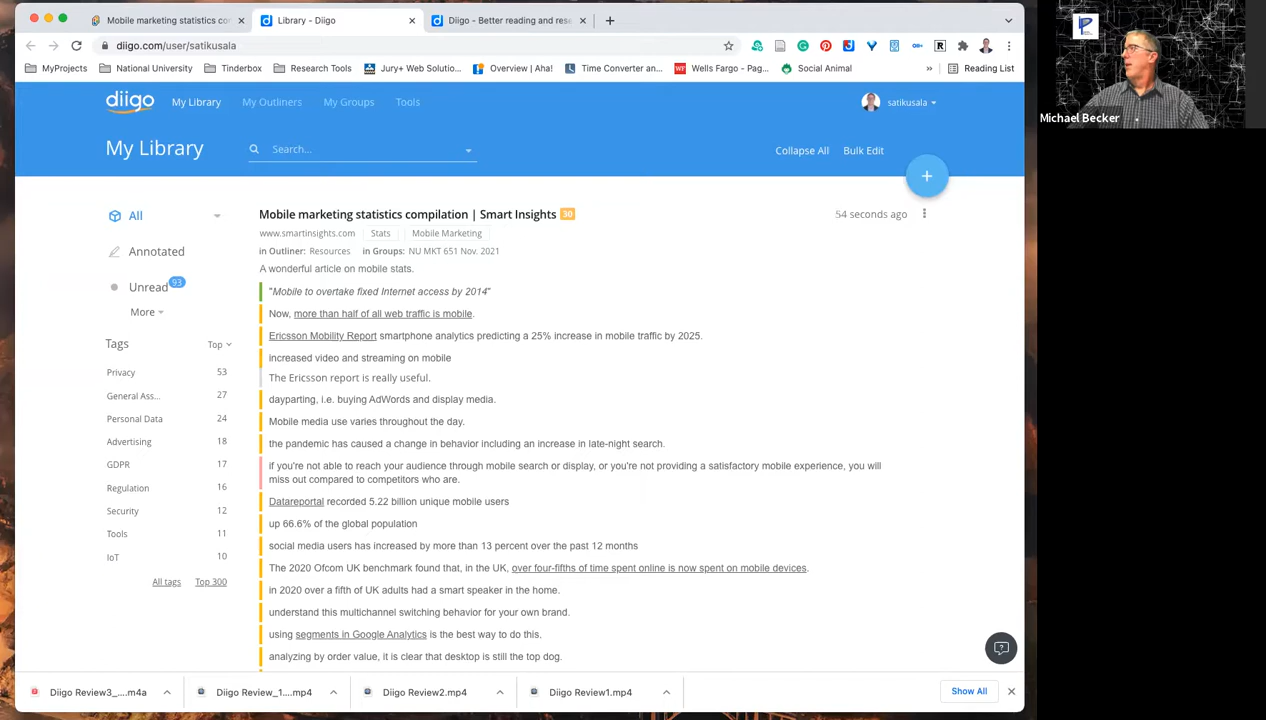 Mobile marketing statistics co
Library - Diigo
Diigo - Better reading and res
diigo.com/user/satikusala
MyProjects
National University
Tinderbox
Research Tools
Jury+ Web Solutio...
Overview | Aha!
Time Converter an...
Wells Fargo - Pag...
Social Animal
»
Reading List
diigo
My Library
My Outliners
My Groups
Tools
satikusala
My Library
Search...
Collapse All
Bulk Edit
+
All
Annotated
Unread 93
More
Tags
Top
Privacy 53
General Ass... 27
Personal Data 24
Advertising 18
GDPR 17
Regulation 16
Security 12
Tools 11
IoT 10
All tags
Top 300
Mobile marketing statistics compilation | Smart Insights 30
54 seconds ago
www.smartinsights.com Stats Mobile Marketing
in Outliner: Resources in Groups: NU MKT 651 Nov. 2021
A wonderful article on mobile stats.
"Mobile to overtake fixed Internet access by 2014"
Now, more than half of all web traffic is mobile.
Ericsson Mobility Report smartphone analytics predicting a 25% increase in mobile traffic by 2025.
increased video and streaming on mobile
The Ericsson report is really useful.
dayparting, i.e. buying AdWords and display media.
Mobile media use varies throughout the day.
the pandemic has caused a change in behavior including an increase in late-night search.
if you're not able to reach your audience through mobile search or display, or you're not providing a satisfactory mobile experience, you will
miss out compared to competitors who are.
Datareportal recorded 5.22 billion unique mobile users
up 66.6% of the global population
social media users has increased by more than 13 percent over the past 12 months
The 2020 Ofcom UK benchmark found that, in the UK, over four-fifths of time spent online is now spent on mobile devices.
in 2020 over a fifth of UK adults had a smart speaker in the home.
understand this multichannel switching behavior for your own brand.
using segments in Google Analytics is the best way to do this.
analyzing by order value, it is clear that desktop is still the top dog.
Diigo Review3_....m4a
Diigo Review_1....mp4
Diigo Review2.mp4
Diigo Review1.mp4
Show All
Michael Becker